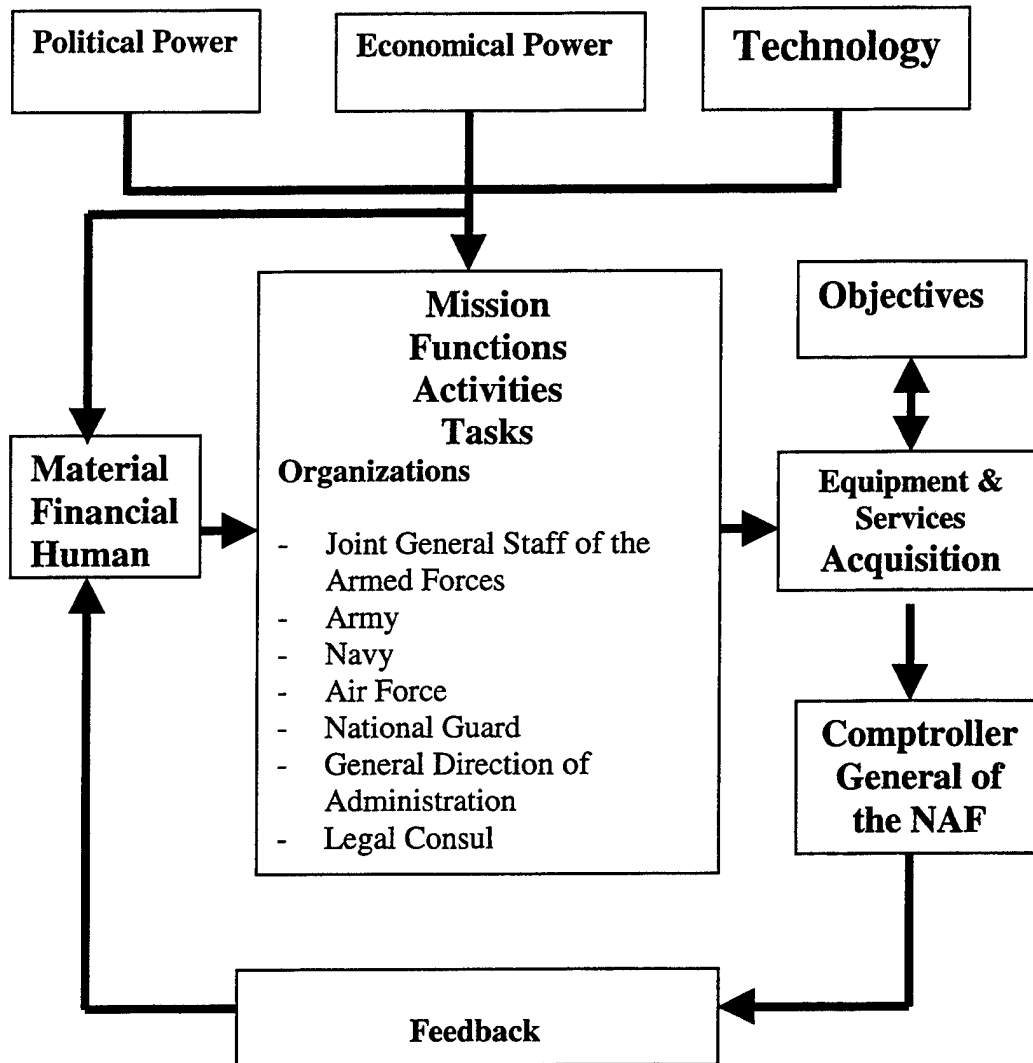 Political Power
Economical Power
Technology
Mission
Functions
Activities
Tasks
Organizations
- Joint General Staff of the
Armed Forces
- Army
- Navy
- Air Force
- National Guard
- General Direction of
Administration
- Legal Consul
Objectives
Material
Financial
Human
Equipment &
Services
Acquisition
Comptroller
General of
the NAF
Feedback